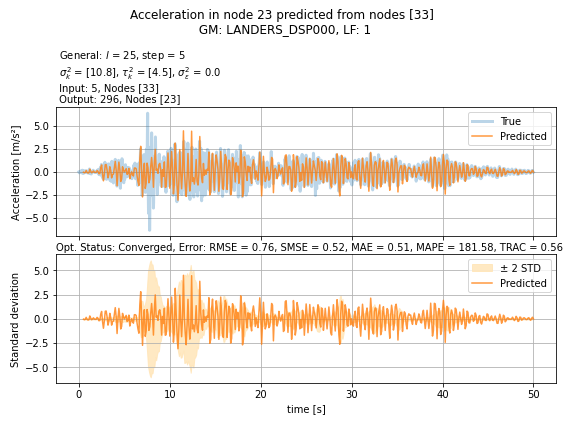 Acceleration in node 23 predicted from nodes [33]
GM: LANDERS_DSP000, LF: 1
General: l = 25, step = 5
σ²ₖ = [10.8], τ²ₖ = [4.5], σ²ε = 0.0
Input: 5, Nodes [33]
Output: 296, Nodes [23]
Acceleration [m/s²]
5.0
2.5
0.0
−2.5
−5.0
True
Predicted
Opt. Status: Converged, Error: RMSE = 0.76, SMSE = 0.52, MAE = 0.51, MAPE = 181.58, TRAC = 0.56
Standard deviation
5.0
2.5
0.0
−2.5
−5.0
± 2 STD
Predicted
0 10 20 30 40 50
time [s]